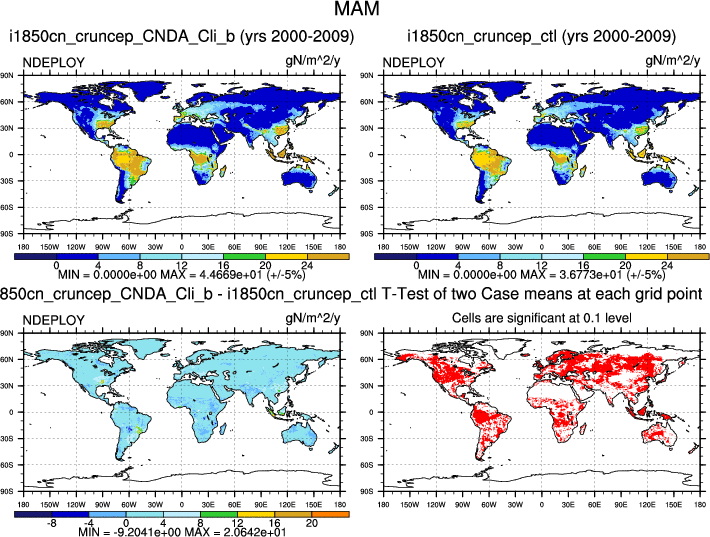 MAM
i1850cn_cruncep_CNDA_Cli_b (yrs 2000-2009)
i1850cn_cruncep_ctl (yrs 2000-2009)
NDEPLOY gN/m^2/y
NDEPLOY gN/m^2/y
90N
60N
30N
0
30S
60S
90S
180 150W 120W 90W 60W 30W 0 30E 60E 90E 120E 150E 180
0 4 8 12 16 20 24
MIN = 0.0000e+00 MAX = 4.4669e+01 (+/-5%)
90N
60N
30N
0
30S
60S
90S
180 150W 120W 90W 60W 30W 0 30E 60E 90E 120E 150E 180
0 4 8 12 16 20 24
MIN = 0.0000e+00 MAX = 3.6773e+01 (+/-5%)
850cn_cruncep_CNDA_Cli_b - i1850cn_cruncep_ctl T-Test of two Case means at each grid point
NDEPLOY gN/m^2/y
Cells are significant at 0.1 level
90N
60N
30N
0
30S
60S
90S
180 150W 120W 90W 60W 30W 0 30E 60E 90E 120E 150E 180
-8 -4 0 4 8 12 16 20
MIN = -9.2041e+00 MAX = 2.0642e+01
90N
60N
30N
0
30S
60S
90S
180 150W 120W 90W 60W 30W 0 30E 60E 90E 120E 150E 180